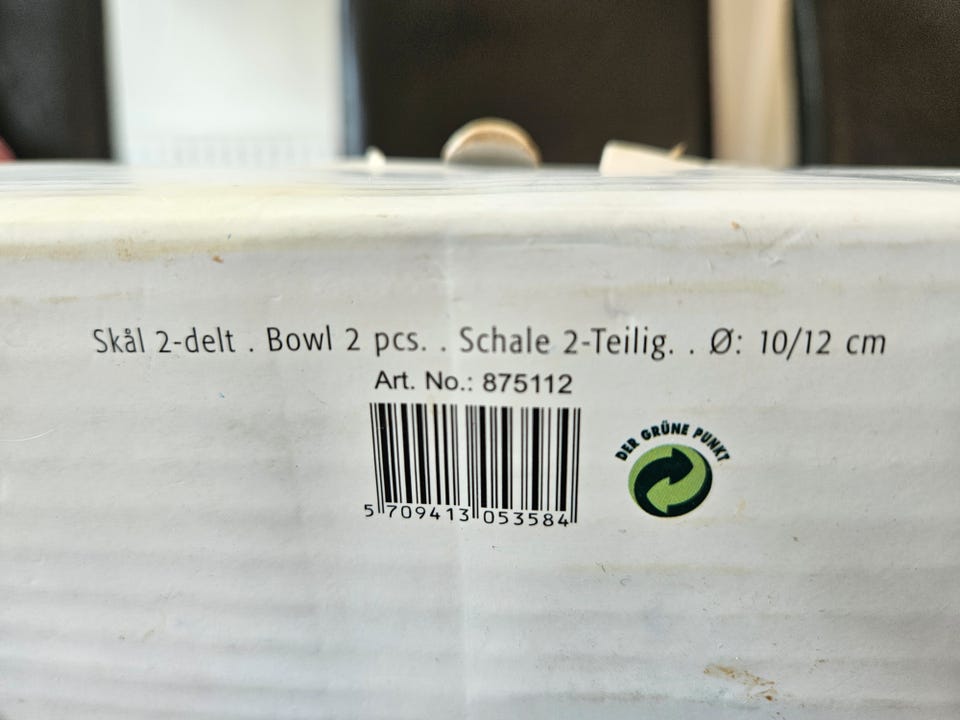 Skål 2-delt . Bowl 2 pcs. . Schale 2-Teilig. . Ø: 10/12 cm
Art. No.: 875112
DER GRÜNE PUNKT
5 709413 053584